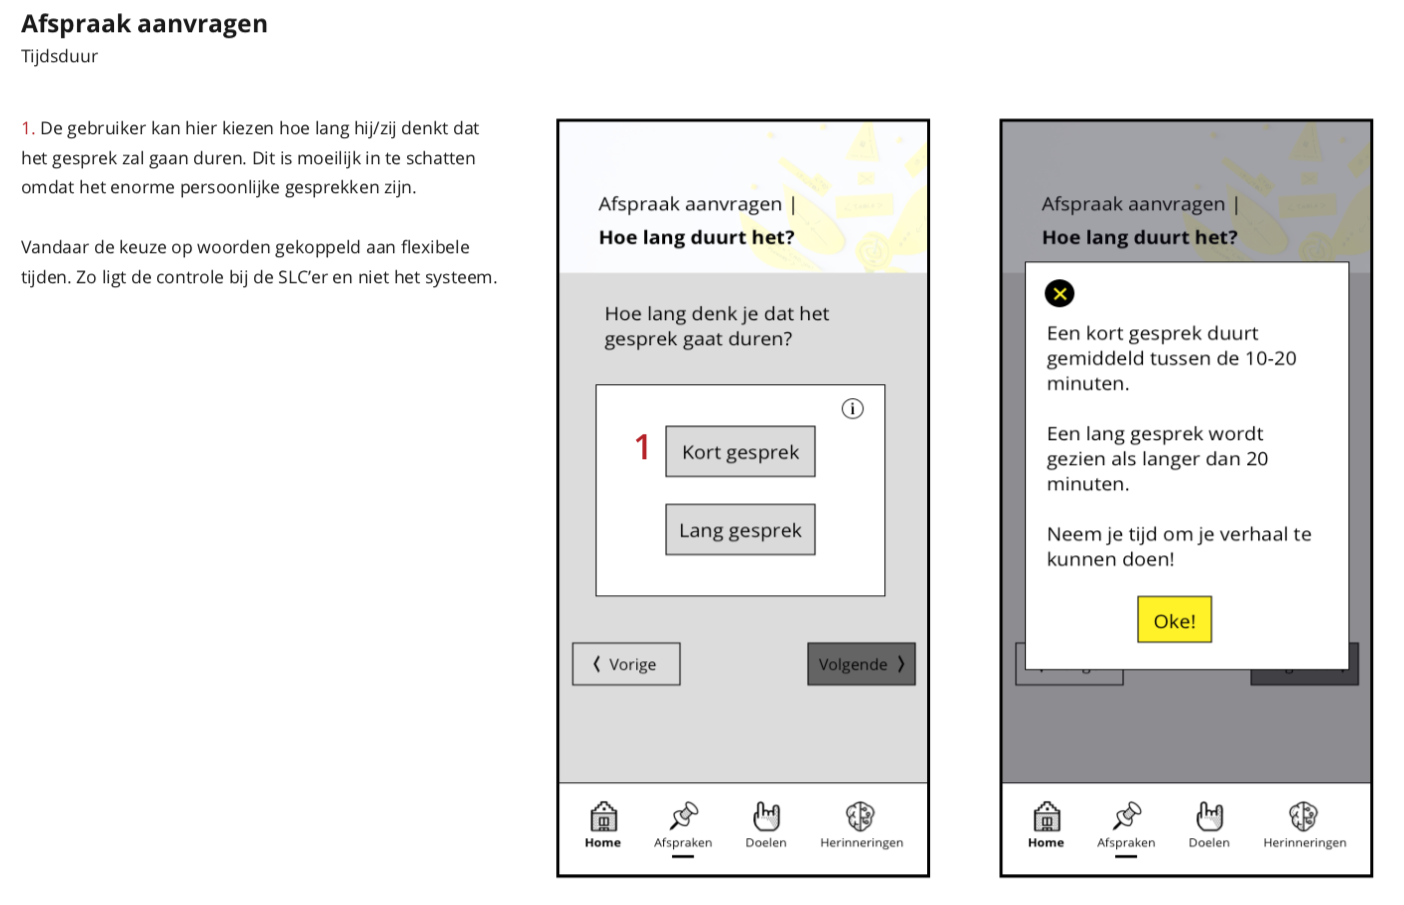 Afspraak aanvragen
Tijdsduur
1. De gebruiker kan hier kiezen hoe lang hij/zij denkt dat
het gesprek zal gaan duren. Dit is moeilijk in te schatten
omdat het enorme persoonlijke gesprekken zijn.
Vandaar de keuze op woorden gekoppeld aan flexibele
tijden. Zo ligt de controle bij de SLC’er en niet het systeem.
Afspraak aanvragen |
Hoe lang duurt het?
Hoe lang denk je dat het
gesprek gaat duren?
i
1
Kort gesprek
Lang gesprek
Vorige
Volgende
Home
Afspraken
Doelen
Herinneringen
Afspraak aanvragen |
Hoe lang duurt het?
Een kort gesprek duurt
gemiddeld tussen de 10-20
minuten.
Een lang gesprek wordt
gezien als langer dan 20
minuten.
Neem je tijd om je verhaal te
kunnen doen!
Oke!
Home
Afspraken
Doelen
Herinneringen